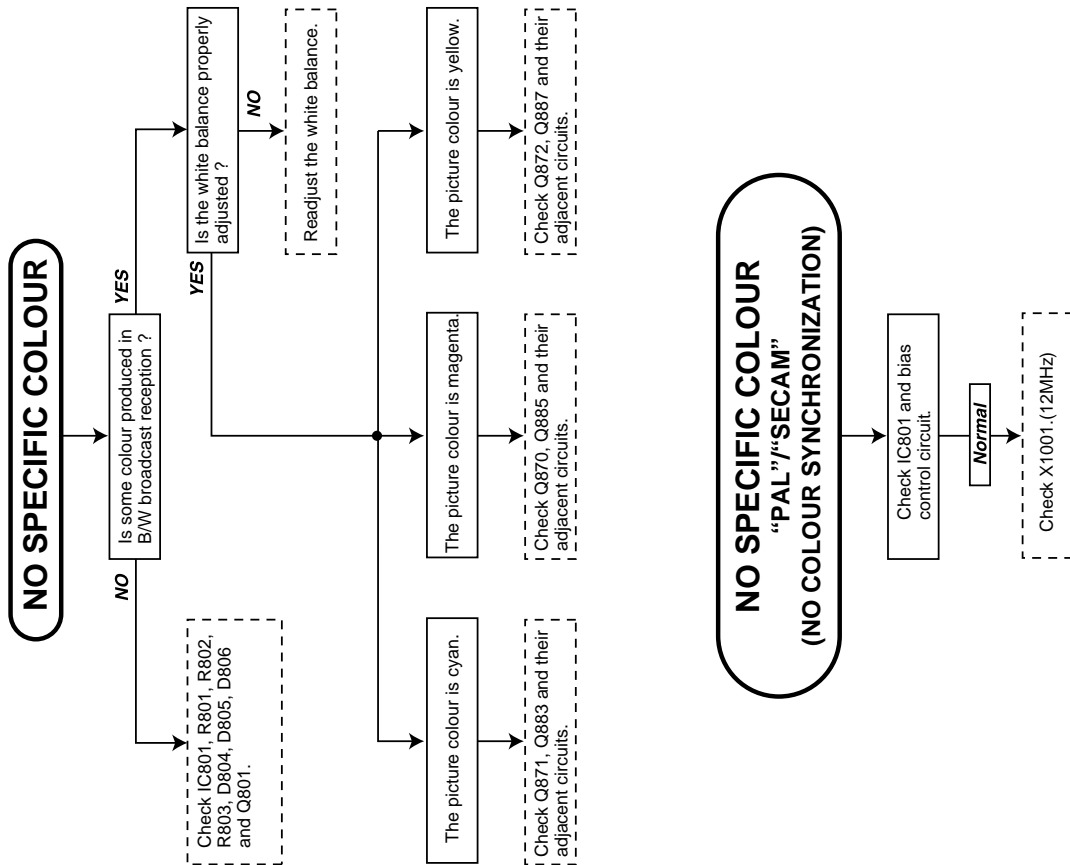 NO SPECIFIC COLOUR
Is some colour produced in
B/W broadcast reception ?
NO
YES
Check IC801, R801, R802,
R803, D804, D805, D806
and Q801.
Is the white balance properly
adjusted ?
YES
NO
Readjust the white balance.
The picture colour is cyan.
The picture colour is magenta.
The picture colour is yellow.
Check Q871, Q883 and their
adjacent circuits.
Check Q870, Q885 and their
adjacent circuits.
Check Q872, Q887 and their
adjacent circuits.
NO SPECIFIC COLOUR
“PAL”/“SECAM”
(NO COLOUR SYNCHRONIZATION)
Check IC801 and bias
control circuit.
Normal
Check X1001.(12MHz)